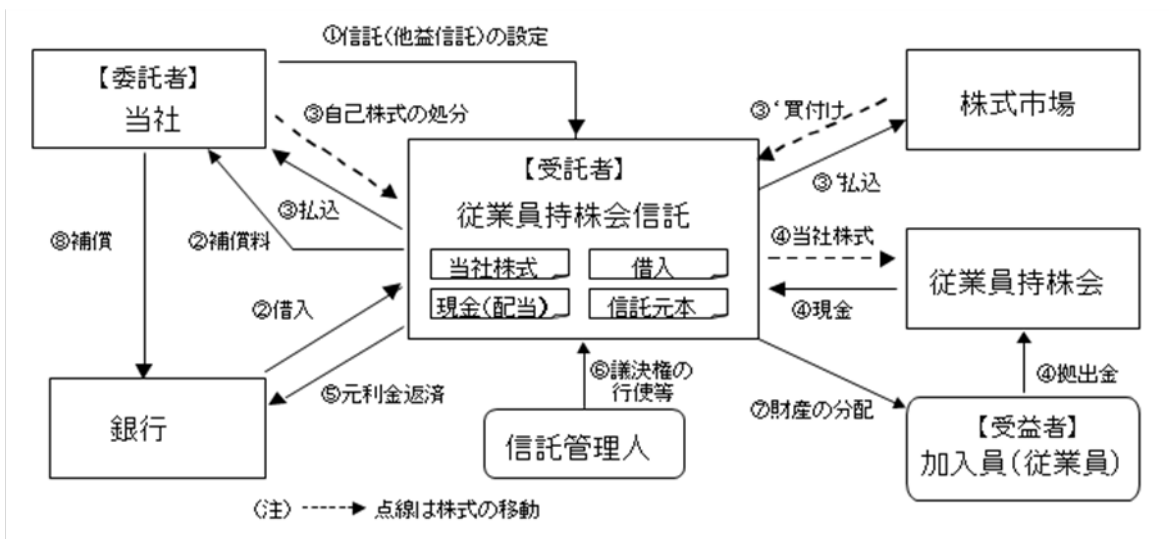 ①信託(他益信託)の設定
【委託者】
当社
③自己株式の処分
③'買付け
株式市場
【受託者】
従業員持株会信託
③払込
③'払込
⑧補償
②補償料
④当社株式
当社株式
借入
現金(配当)
信託元本
従業員持株会
②借入
④現金
⑤元利金返済
⑥議決権の
行使等
④拠出金
⑦財産の分配
銀行
信託管理人
【受益者】
加入員(従業員)
(注) 点線は株式の移動